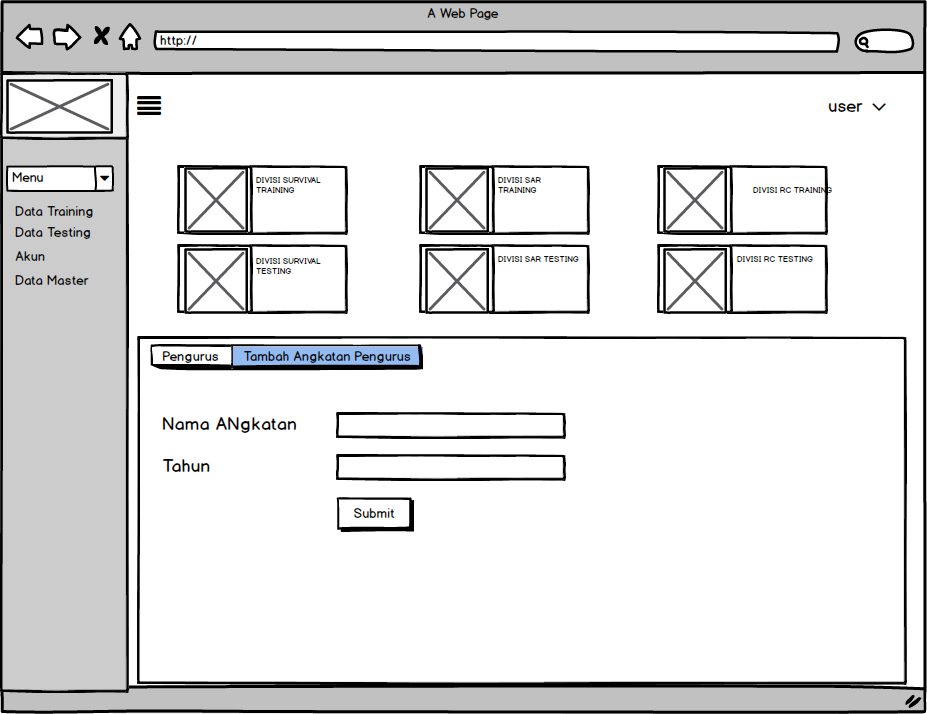 A Web Page
http://
user
Menu
Data Training
Data Testing
Akun
Data Master
DIVISI SURVIVAL
TRAINING
DIVISI SAR
TRAINING
DIVISI RC TRAINING
DIVISI SURVIVAL
TESTING
DIVISI SAR TESTING
DIVISI RC TESTING
Pengurus
Tambah Angkatan Pengurus
Nama ANgkatan
Tahun
Submit